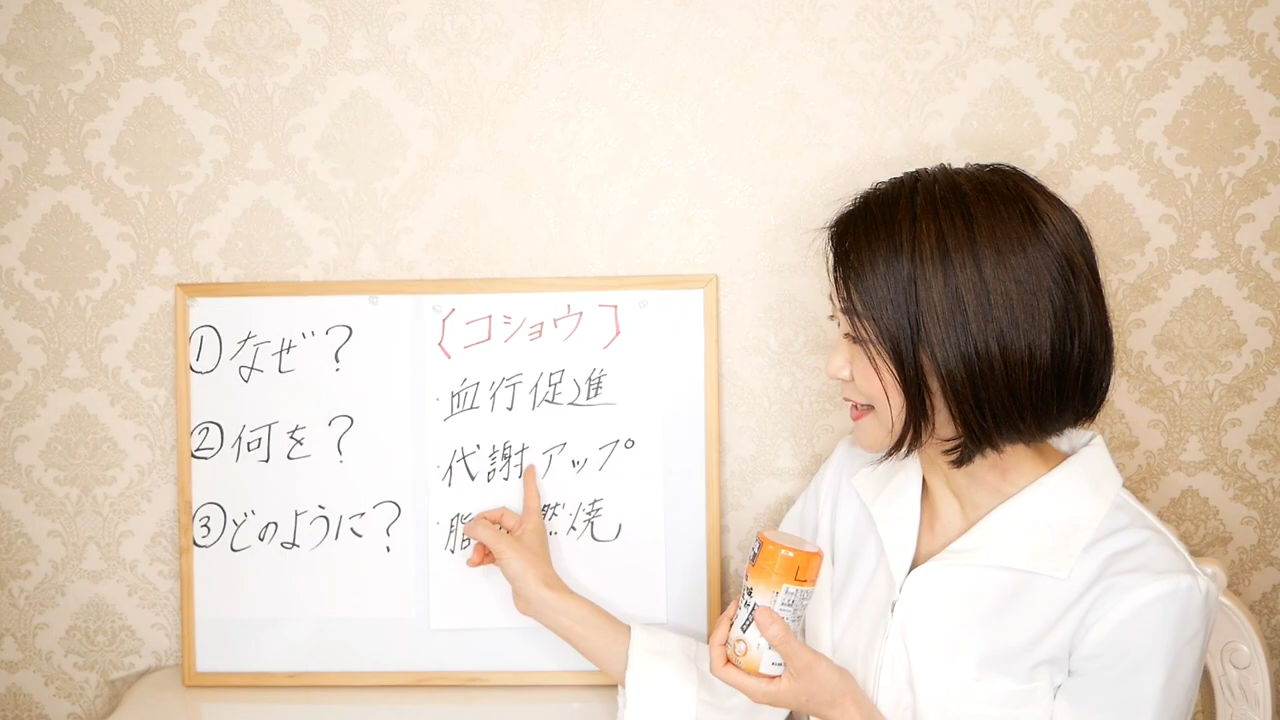 ①なぜ?
②何を?
③どのように?
〔コショウ〕
・血行促進
・代謝アップ
・脂 燃焼